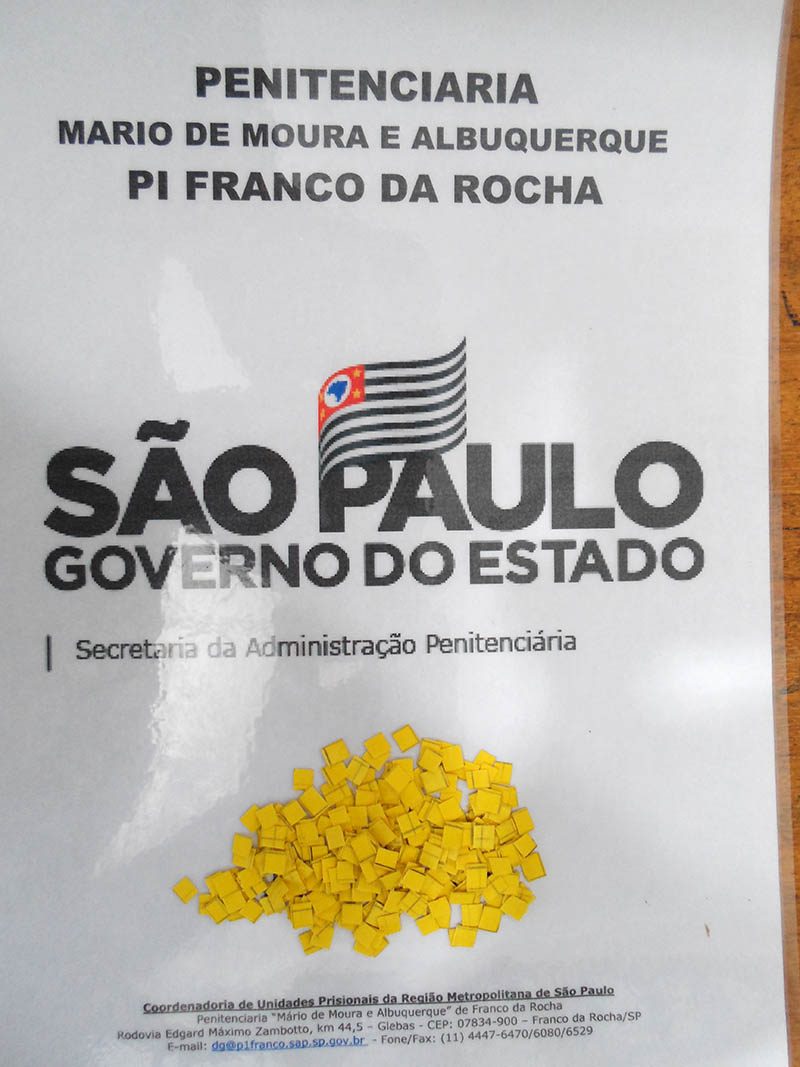 PENITENCIARIA
MARIO DE MOURA E ALBUQUERQUE
PI FRANCO DA ROCHA
SÃO PAULO
GOVERNO DO ESTADO
| Secretaria da Administração Penitenciária
Coordenadoria de Unidades Prisionais da Região Metropolitana de São Paulo
Penitenciaria "Mário de Moura e Albuquerque" de Franco da Rocha
Rodovia Edgard Máximo Zambotto, km 44,5 – Glebas - CEP: 07834-900 – Franco da Rocha/SP
E-mail: dg@p1franco.sap.sp.gov.br - Fone/Fax: (11) 4447-6470/6080/6529